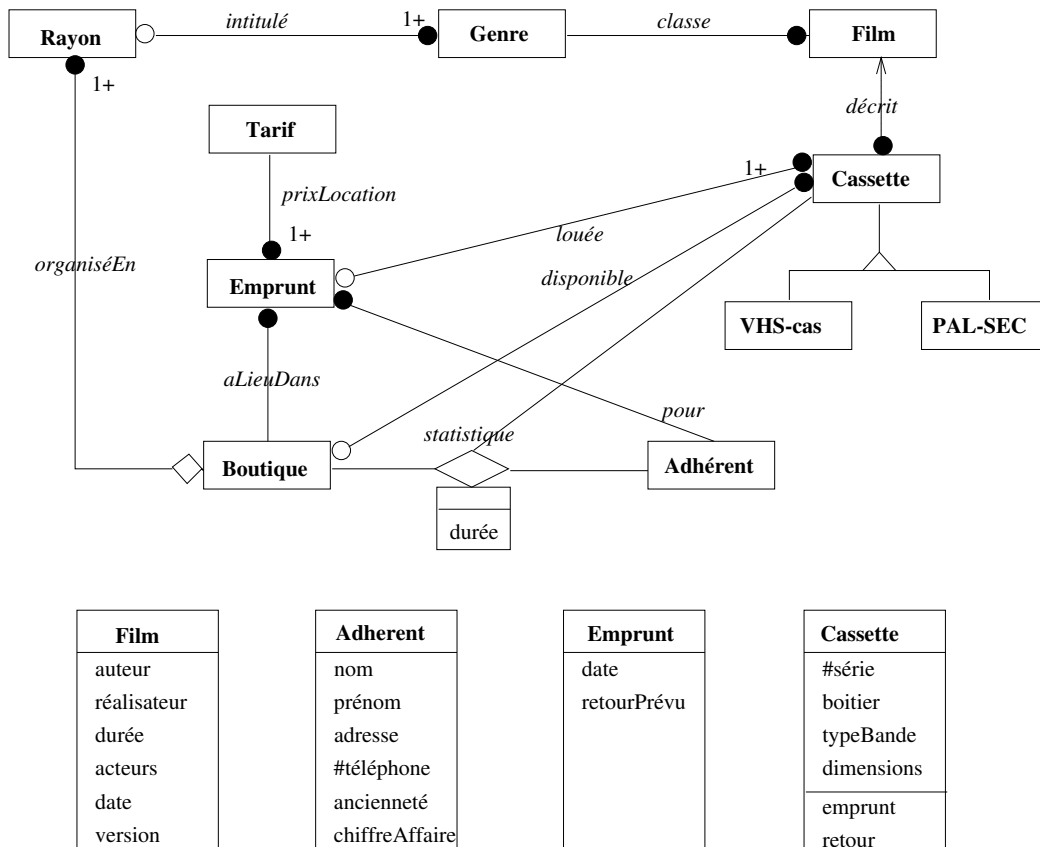 intitulé
1+
classe
Rayon
Genre
Film
1+
décrit
Tarif
1+
Cassette
prixLocation
1+
louée
organiséEn
disponible
Emprunt
VHS-cas
PAL-SEC
aLieuDans
pour
statistique
Boutique
Adhérent
durée
Film
auteur
réalisateur
durée
acteurs
date
version
Adherent
nom
prénom
adresse
#téléphone
ancienneté
chiffreAffaire
Emprunt
date
retourPrévu
Cassette
#série
boitier
typeBande
dimensions
emprunt
retour